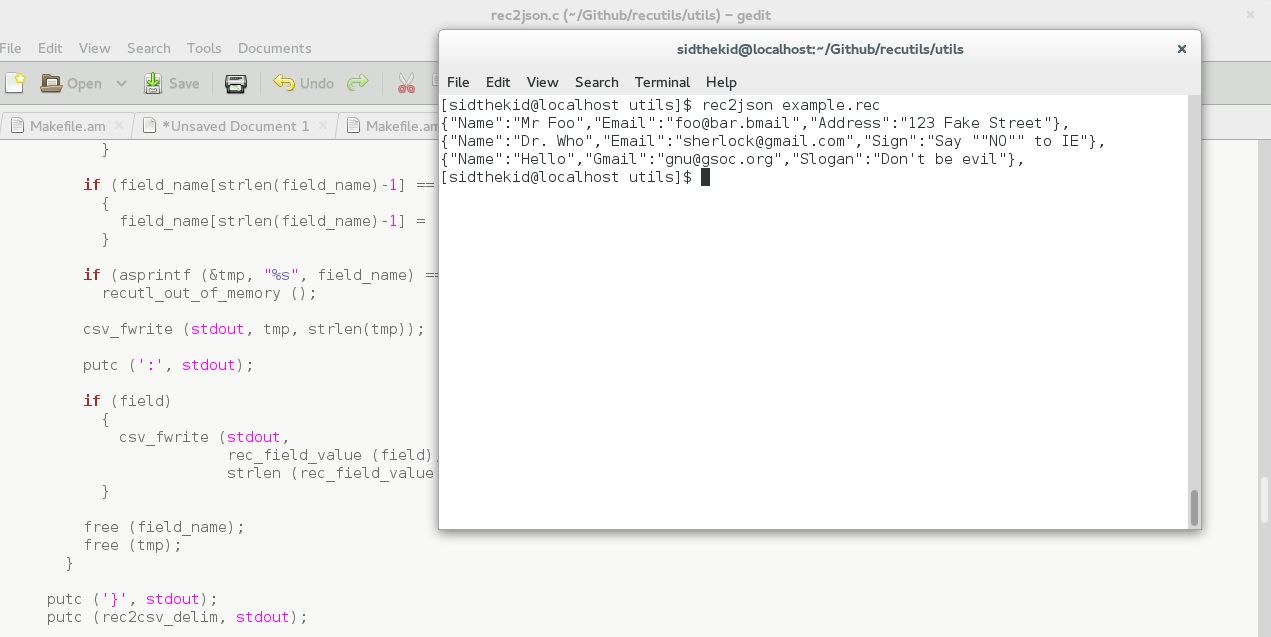 rec2json.c (~/Github/recutils/utils) – gedit
File Edit View Search Tools Documents
Open Save Undo
Makefile.am *Unsaved Document 1 Makefile.am
}
if (field_name[strlen(field_name)-1] ==
{
field_name[strlen(field_name)-1] =
}
if (asprintf (&tmp, "%s", field_name) ==
recutl_out_of_memory ();
csv_fwrite (stdout, tmp, strlen(tmp));
putc (':', stdout);
if (field)
{
csv_fwrite (stdout,
rec_field_value (field),
strlen (rec_field_value
}
free (field_name);
free (tmp);
}
putc ('}', stdout);
putc (rec2csv_delim, stdout);
sidthekid@localhost:~/Github/recutils/utils
File Edit View Search Terminal Help
[sidthekid@localhost utils]$ rec2json example.rec
{"Name":"Mr Foo","Email":"foo@bar.bmail","Address":"123 Fake Street"},
{"Name":"Dr. Who","Email":"sherlock@gmail.com","Sign":"Say ""NO"" to IE"},
{"Name":"Hello","Gmail":"gnu@gsoc.org","Slogan":"Don't be evil"},
[sidthekid@localhost utils]$